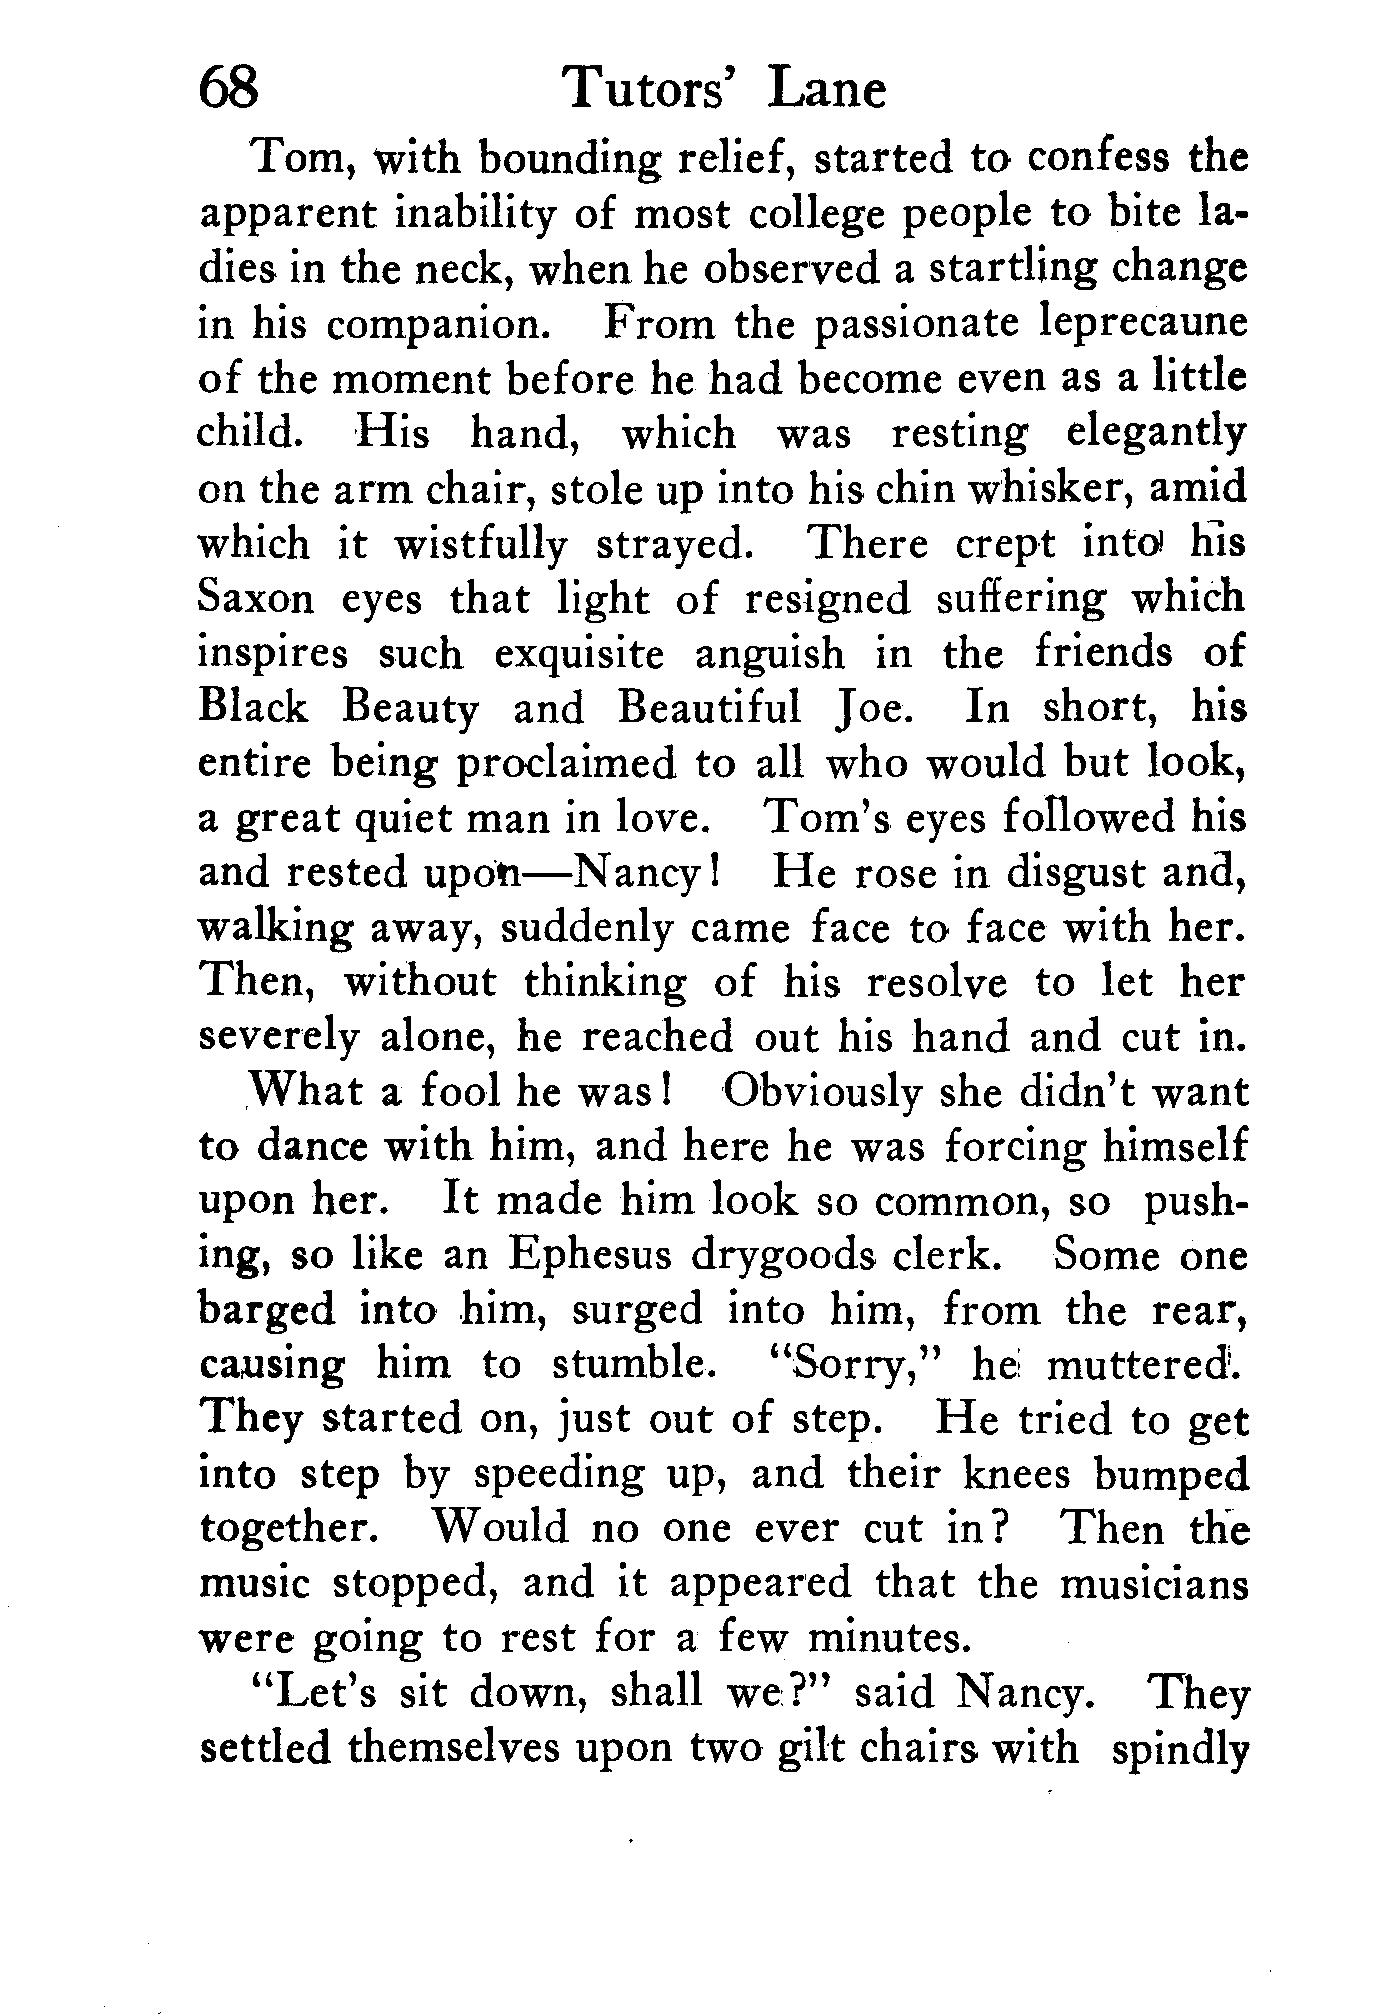 68 Tutors' Lane
Tom, with bounding relief, started to confess the
apparent inability of most college people to bite la-
dies in the neck, when he observed a startling change
in his companion. From the passionate leprecaune
of the moment before he had become even as a little
child. His hand, which was resting elegantly
on the arm chair, stole up into his chin whisker, amid
which it wistfully strayed. There crept into his
Saxon eyes that light of resigned suffering which
inspires such exquisite anguish in the friends of
Black Beauty and Beautiful Joe. In short, his
entire being proclaimed to all who would but look,
a great quiet man in love. Tom's eyes followed his
and rested upon—Nancy! He rose in disgust and,
walking away, suddenly came face to face with her.
Then, without thinking of his resolve to let her
severely alone, he reached out his hand and cut in.
What a fool he was! Obviously she didn't want
to dance with him, and here he was forcing himself
upon her. It made him look so common, so push-
ing, so like an Ephesus drygoods clerk. Some one
barged into him, surged into him, from the rear,
causing him to stumble. "Sorry," he muttered.
They started on, just out of step. He tried to get
into step by speeding up, and their knees bumped
together. Would no one ever cut in? Then the
music stopped, and it appeared that the musicians
were going to rest for a few minutes.
"Let's sit down, shall we?" said Nancy. They
settled themselves upon two gilt chairs with spindly